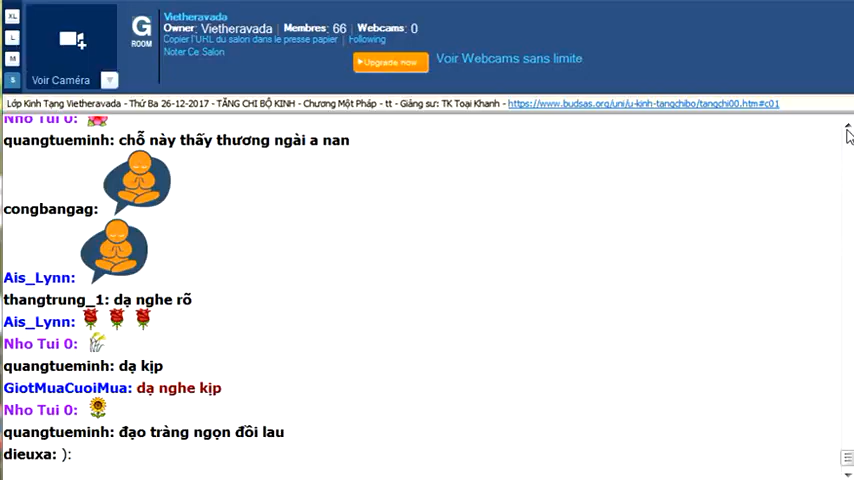 XL
L
M
S
Voir Caméra
G
ROOM
Vietheravada
Owner: Vietheravada Membres: 66 Webcams: 0
Copier l'URL du salon dans le presse papier | Following
Noter Ce Salon
Upgrade now
Voir Webcams sans limite
Lớp Kinh Tạng Vietheravada - Thứ Ba 26-12-2017 - TĂNG CHI BỘ KINH - Chương Một Pháp - tt - Giảng sư: TK Toại Khanh - https://www.budsas.org/uni/u-kinh-tangchibo/tangchi00.htm#c01
Nho Tui 0:
quangtueminh: chỗ này thấy thương ngài a nan
congbangag:
Ais_Lynn:
thangtrung_1: dạ nghe rõ
Ais_Lynn:
Nho Tui 0:
quangtueminh: dạ kịp
GiotMuaCuoiMua: dạ nghe kịp
Nho Tui 0:
quangtueminh: đạo tràng ngọn đồi lau
dieuxa: ):